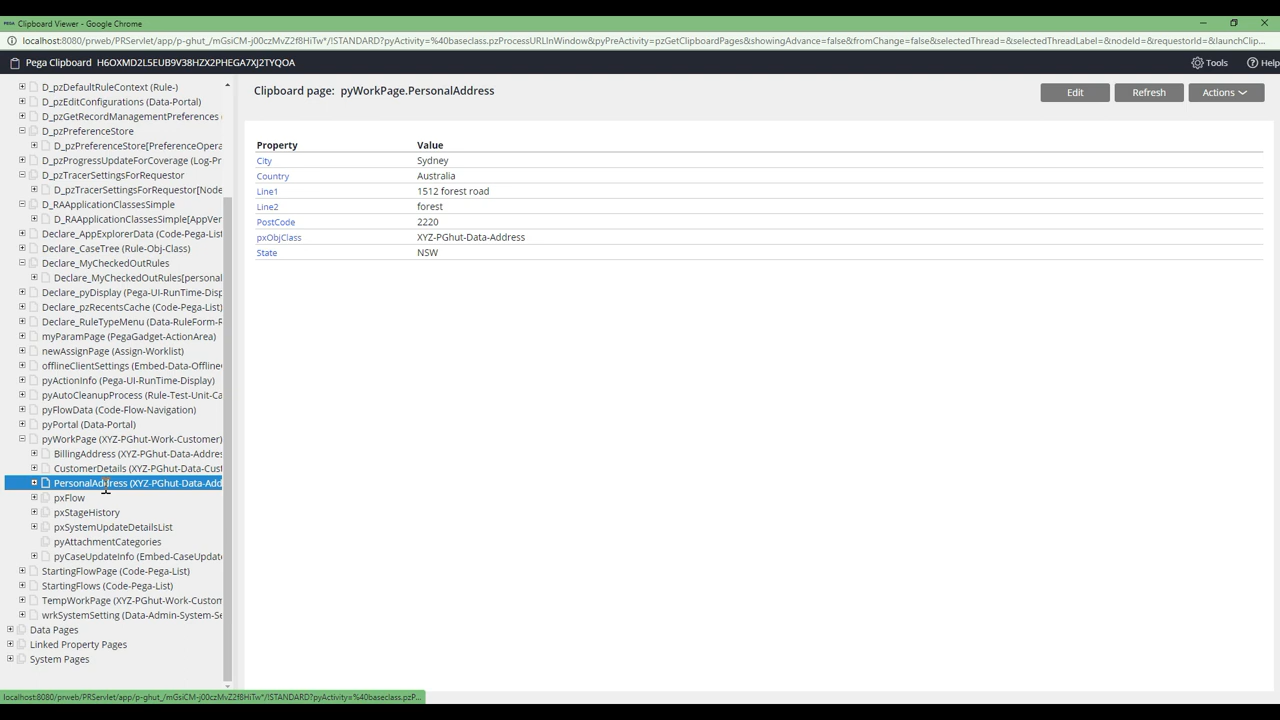 PEGA Clipboard Viewer - Google Chrome
localhost:8080/prweb/PRServlet/app/p-ghut_/mGsiCM-j00czMvZ2f8HiTw*/!STANDARD?pyActivity=%40baseclass.pzProcessURLInWindow&pyPreActivity=pzGetClipboardPages&showingAdvance=false&fromChange=false&selectedThread=&selectedThreadLabel=&nodeId=&requestorId=&launchClip...
Pega Clipboard H6OXMD2L5EUB9V38HZX2PHEGA7XJ2TYQOA
Tools
Help
D_pzDefaultRuleContext (Rule-)
D_pzEditConfigurations (Data-Portal)
D_pzGetRecordManagementPreferences (
D_pzPreferenceStore
D_pzPreferenceStore[PreferenceOpera
D_pzProgressUpdateForCoverage (Log-Pr
D_pzTracerSettingsForRequestor
D_pzTracerSettingsForRequestor[Node
D_RAApplicationClassesSimple
D_RAApplicationClassesSimple[AppVer
Declare_AppExplorerData (Code-Pega-List
Declare_CaseTree (Rule-Obj-Class)
Declare_MyCheckedOutRules
Declare_MyCheckedOutRules[personal
Declare_pyDisplay (Pega-UI-RunTime-Disp
Declare_pzRecentsCache (Code-Pega-List)
Declare_RuleTypeMenu (Data-RuleForm-R
myParamPage (PegaGadget-ActionArea)
newAssignPage (Assign-Worklist)
offlineClientSettings (Embed-Data-Offline
pyActionInfo (Pega-UI-RunTime-Display)
pyAutoCleanupProcess (Rule-Test-Unit-Ca
pyFlowData (Code-Flow-Navigation)
pyPortal (Data-Portal)
pyWorkPage (XYZ-PGhut-Work-Customer)
BillingAddress (XYZ-PGhut-Data-Addres
CustomerDetails (XYZ-PGhut-Data-Cust
PersonalAddress (XYZ-PGhut-Data-Add
pxFlow
pxStageHistory
pxSystemUpdateDetailsList
pyAttachmentCategories
pyCaseUpdateInfo (Embed-CaseUpdate
StartingFlowPage (Code-Pega-List)
StartingFlows (Code-Pega-List)
TempWorkPage (XYZ-PGhut-Work-Custom
wrkSystemSetting (Data-Admin-System-Se
Data Pages
Linked Property Pages
System Pages
Clipboard page: pyWorkPage.PersonalAddress
Edit
Refresh
Actions
Property Value
City Sydney
Country Australia
Line1 1512 forest road
Line2 forest
PostCode 2220
pxObjClass XYZ-PGhut-Data-Address
State NSW
localhost:8080/prweb/PRServlet/app/p-ghut_/mGsiCM-j00czMvZ2f8HiTw*/!STANDARD?pyActivity=%40baseclass.pzP...